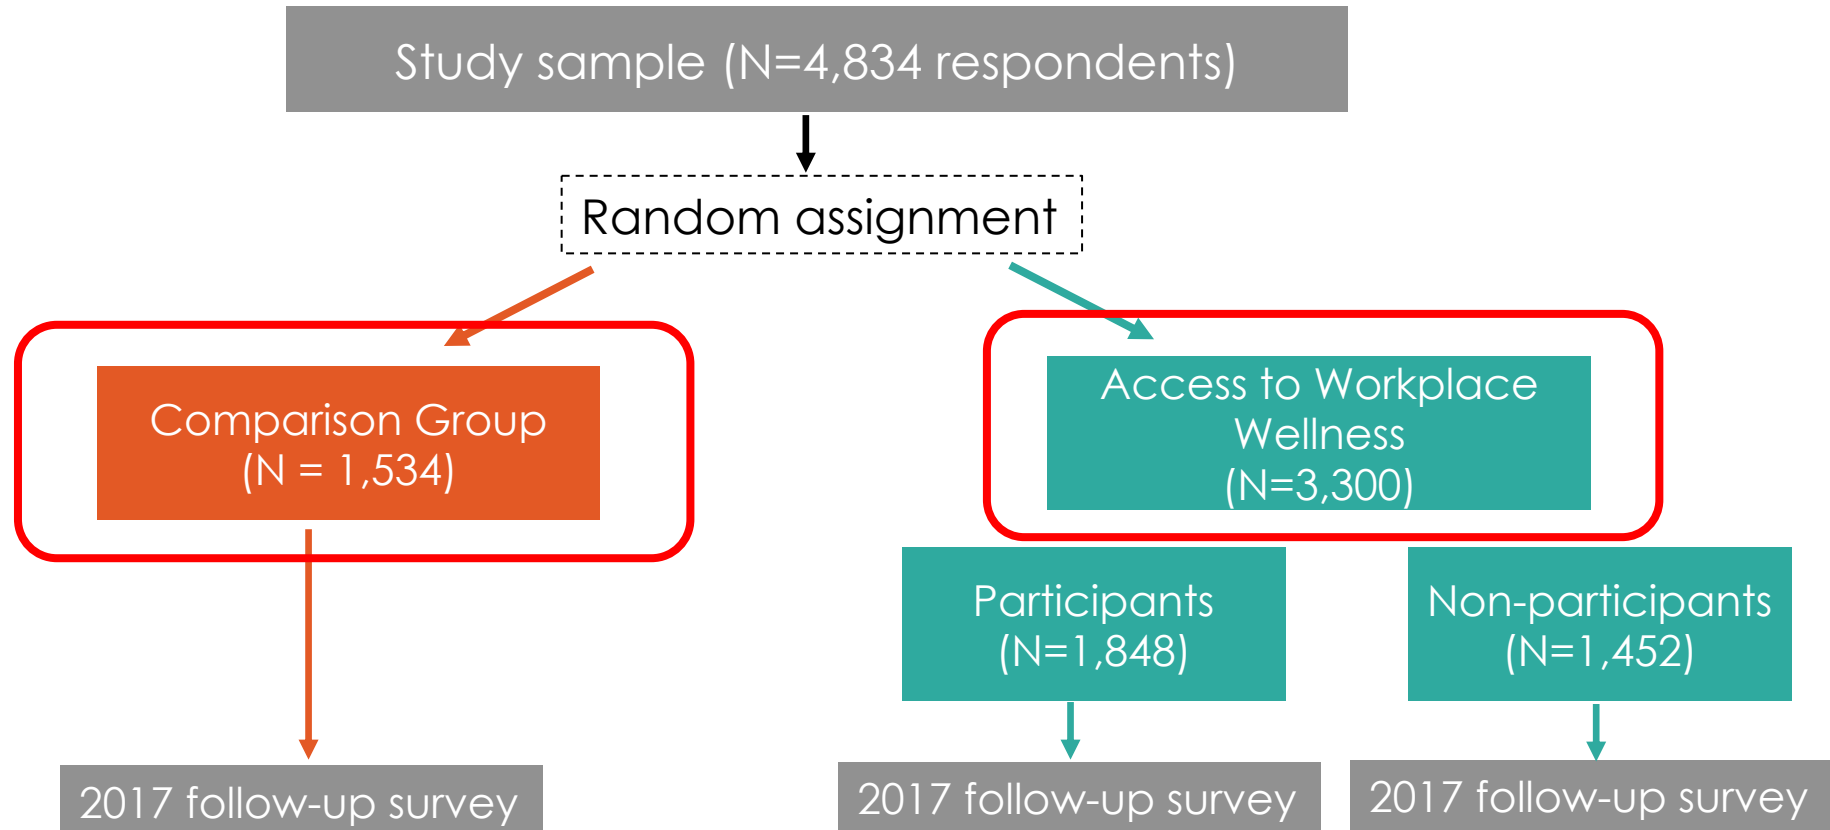 Study sample (N=4,834 respondents)
Random assignment
Comparison Group
(N = 1,534)
Access to Workplace
Wellness
(N=3,300)
Participants
(N=1,848)
Non-participants
(N=1,452)
2017 follow-up survey
2017 follow-up survey
2017 follow-up survey